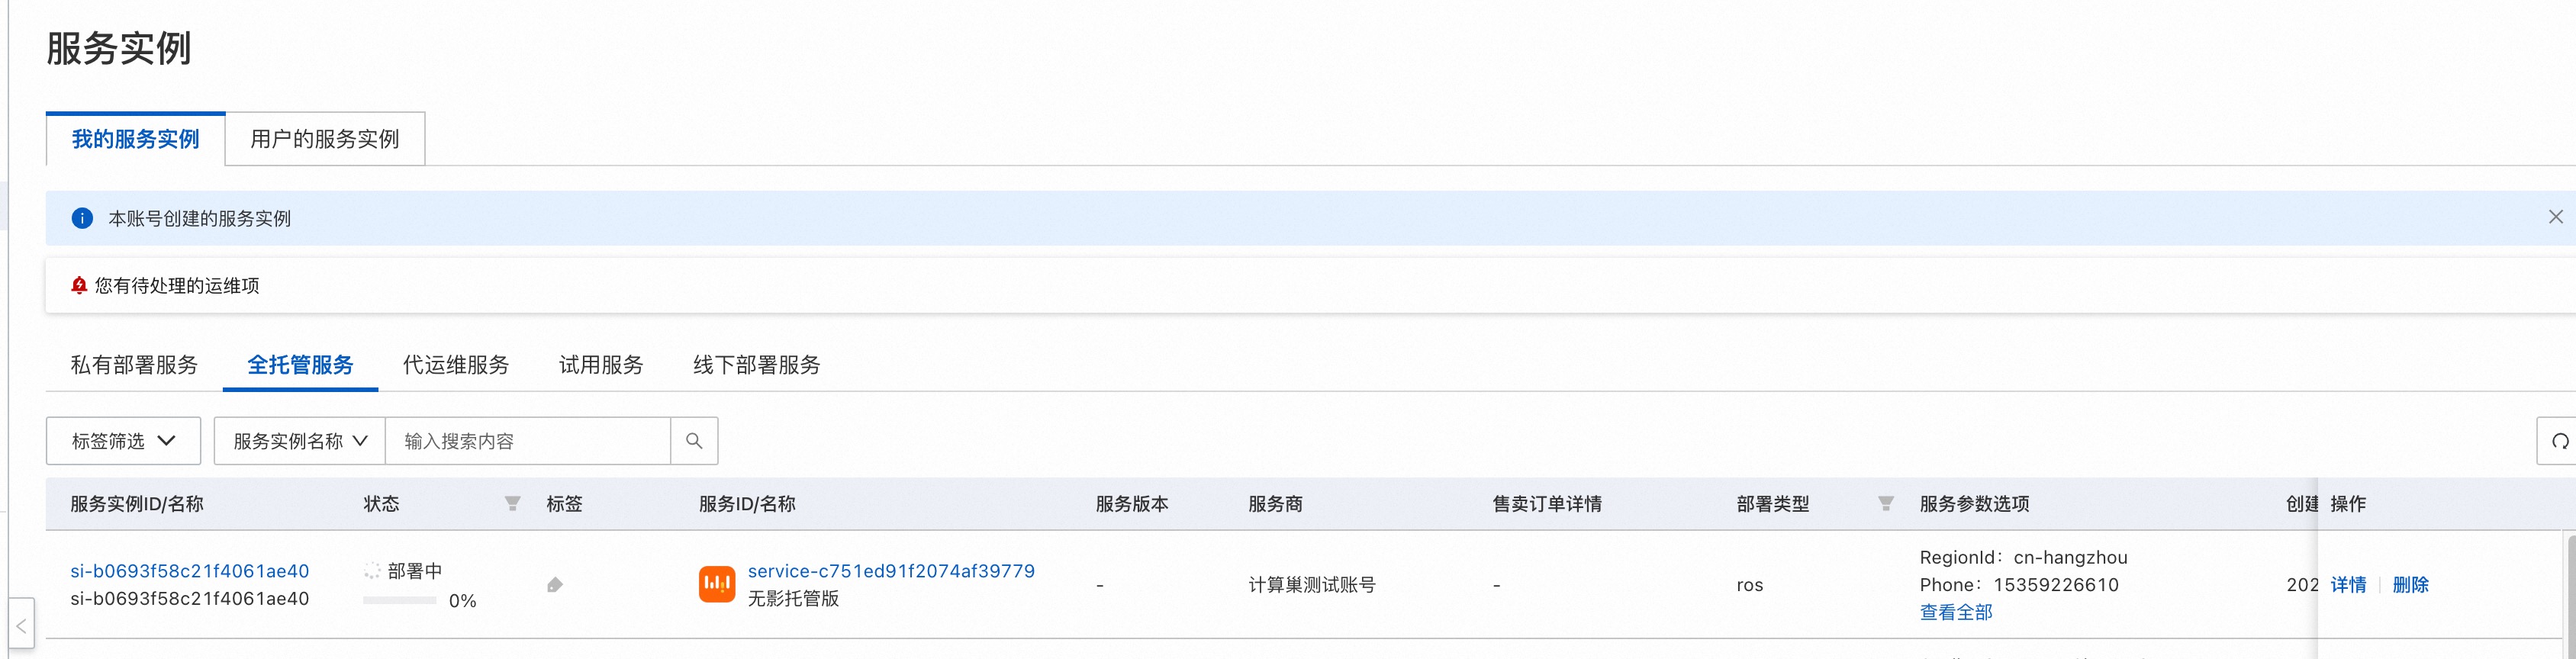 服务实例
我的服务实例
用户的服务实例
本账号创建的服务实例
您有待处理的运维项
私有部署服务
全托管服务
代运维服务
试用服务
线下部署服务
标签筛选
服务实例名称
输入搜索内容
服务实例ID/名称
状态
标签
服务ID/名称
服务版本
服务商
售卖订单详情
部署类型
服务参数选项
创建
操作
si-b0693f58c21f4061ae40
si-b0693f58c21f4061ae40
部署中
0%
service-c751ed91f2074af39779
无影托管版
-
计算巢测试账号
-
ros
RegionId：cn-hangzhou
Phone：15359226610
查看全部
202
详情
删除